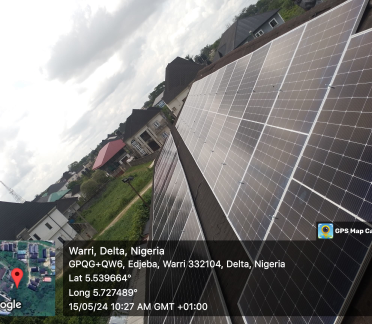 GPS Map Ca
Warri, Delta, Nigeria
GPQG+QW6, Edjeba, Warri 332104, Delta, Nigeria
Lat 5.539664°
Long 5.727489°
15/05/24 10:27 AM GMT +01:00
ogle